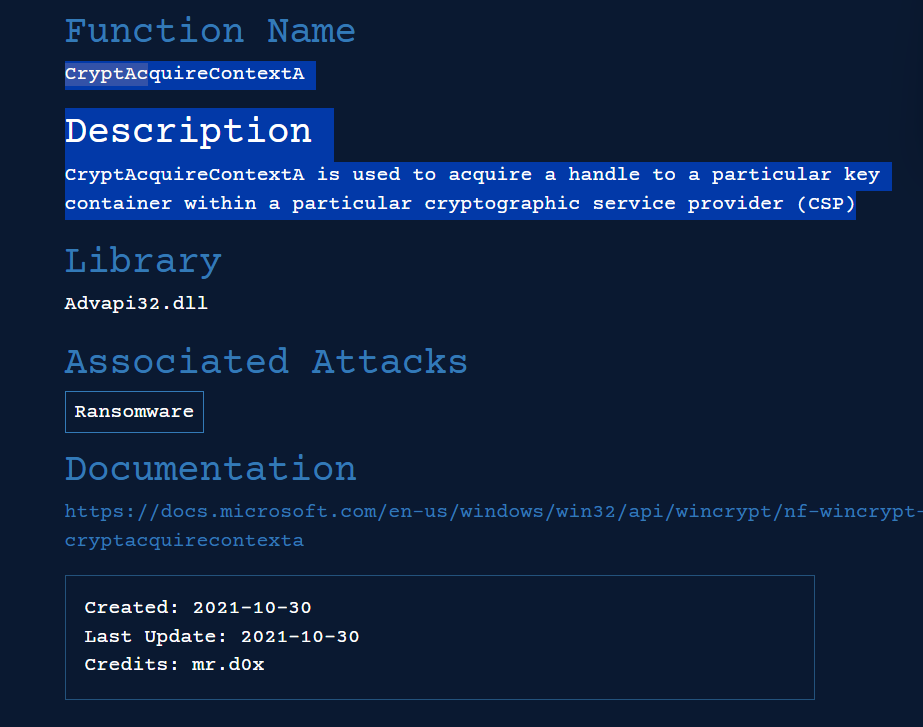 Function Name
CryptAcquireContextA
Description
CryptAcquireContextA is used to acquire a handle to a particular key
container within a particular cryptographic service provider (CSP)
Library
Advapi32.dll
Associated Attacks
Ransomware
Documentation
https://docs.microsoft.com/en-us/windows/win32/api/wincrypt/nf-wincrypt-
cryptacquirecontexta
Created: 2021-10-30
Last Update: 2021-10-30
Credits: mr.d0x